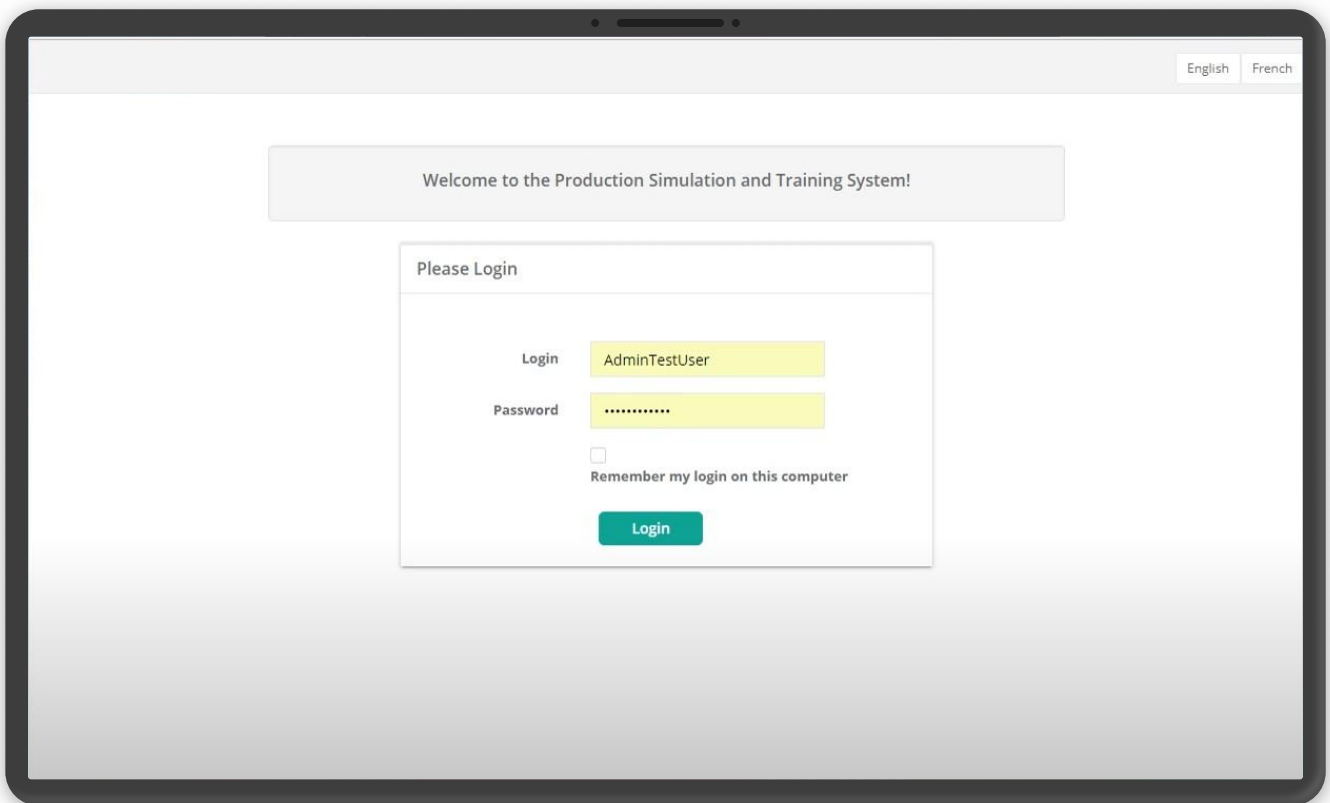 English French
Welcome to the Production Simulation and Training System!
Please Login
Login AdminTestUser
Password ••••••••••••
Remember my login on this computer
Login